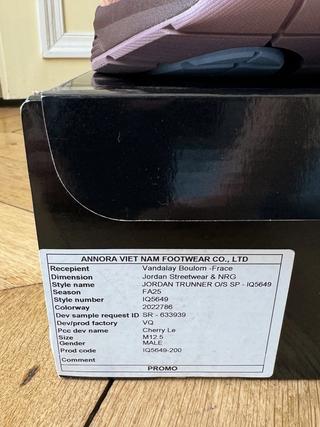 ANNORA VIET NAM FOOTWEAR CO., LTD
Recepient Vandalay Boulom -Frace
Dimension Jordan Streetwear & NRG
Style name JORDAN TRUNNER O/S SP - IQ5649
Season FA25
Style number IQ5649
Colorway 2022786
Dev sample request ID SR - 633939
Dev/prod factory VQ
Pcc dev name Cherry Le
Size M12.5
Gender MALE
Prod code IQ5649-200
Comment
PROMO